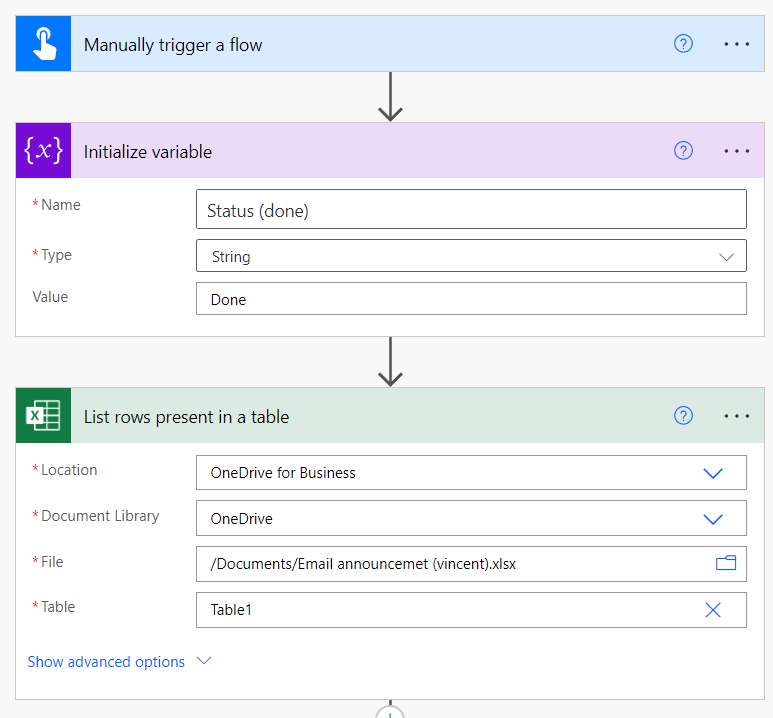 Manually trigger a flow
?
{x}
Initialize variable
?
*Name
Status (done)
*Type
String
Value
Done
X
List rows present in a table
?
*Location
OneDrive for Business
*Document Library
OneDrive
*File
/Documents/Email announcemet (vincent).xlsx
*Table
Table1
Show advanced options